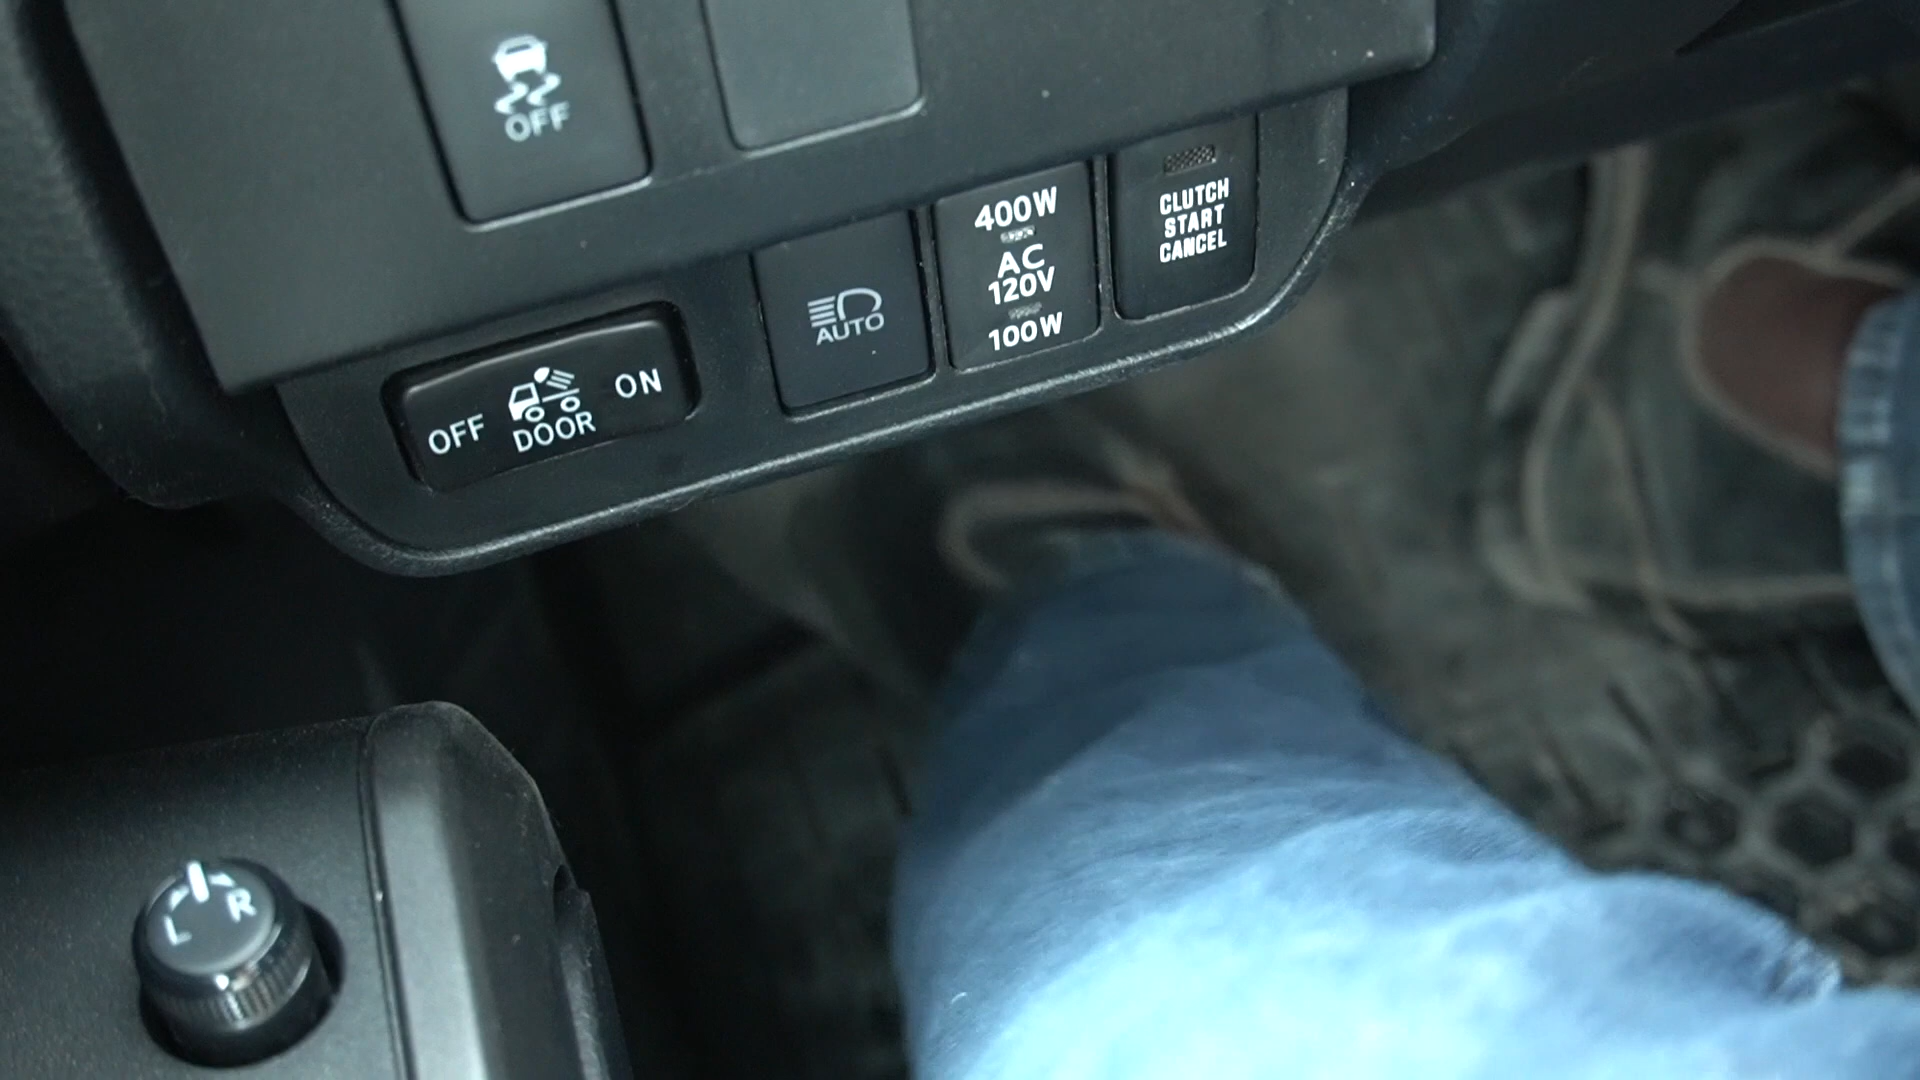 OFF
400W
AC
120V
100W
CLUTCH
START
CANCEL
AUTO
OFF
DOOR
ON
L
R